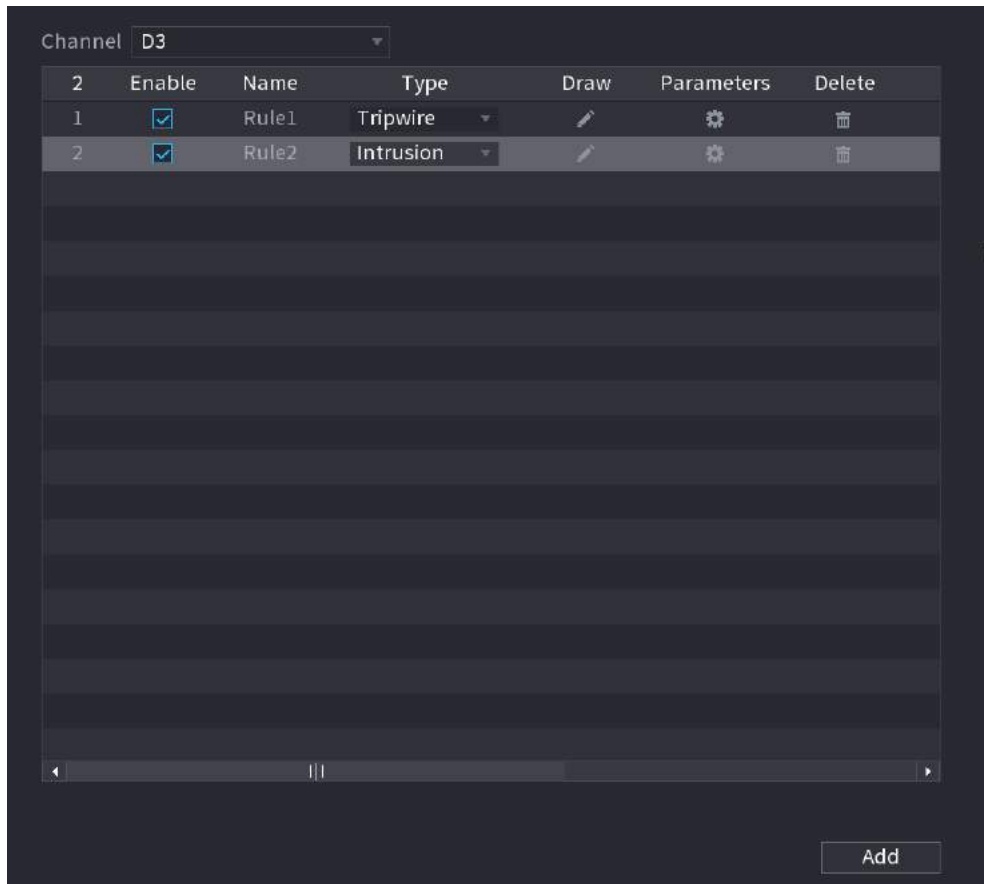 Channel D3
2 Enable Name Type Draw Parameters Delete
1 Rule1 Tripwire
2 Rule2 Intrusion
Add